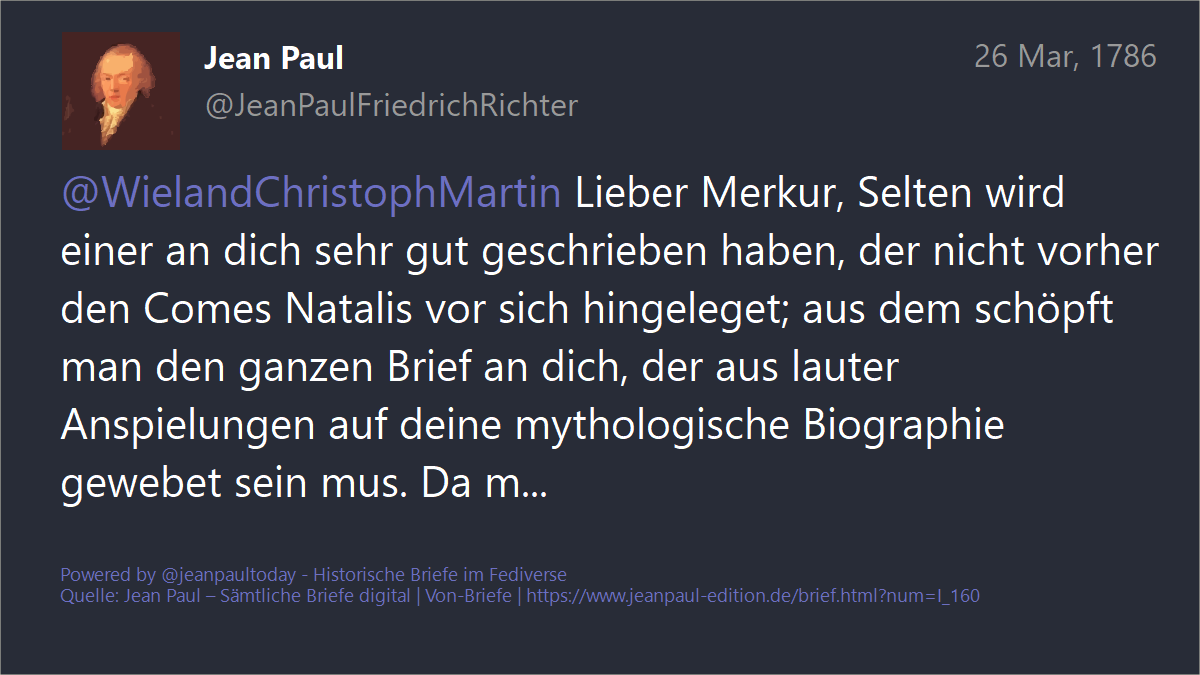 Jean Paul
@JeanPaulFriedrichRichter
26 Mar, 1786
@WielandChristophMartin Lieber Merkur, Selten wird
einer an dich sehr gut geschrieben haben, der nicht vorher
den Comes Natalis vor sich hingeleget; aus dem schöpft
man den ganzen Brief an dich, der aus lauter
Anspielungen auf deine mythologische Biographie
gewebet sein mus. Da m...
Powered by @jeanpaultoday - Historische Briefe im Fediverse
Quelle: Jean Paul – Sämtliche Briefe digital | Von-Briefe | https://www.jeanpaul-edition.de/brief.html?num=I_160